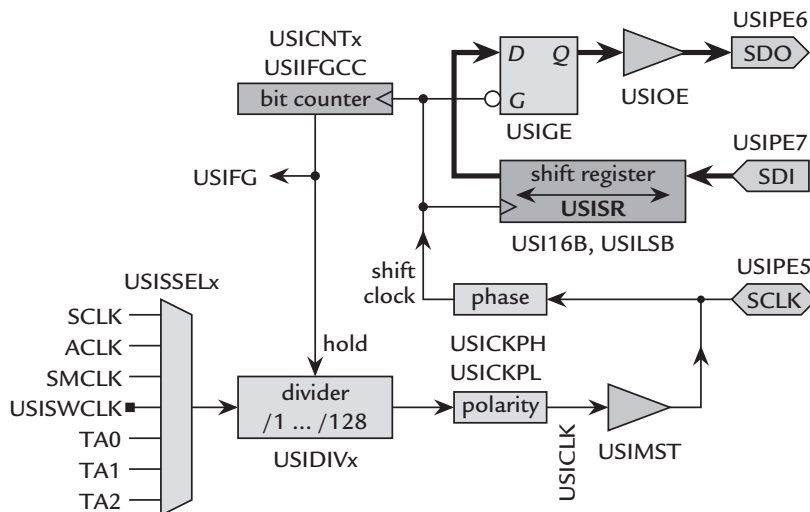 USIPE6
SDO
USICNTx
USIIFGCC
bit counter
D Q
G
USIGE
USIOE
USIPE7
SDI
USIFG
shift register
USISR
USI16B, USILSB
shift
clock
USIPE5
SCLK
phase
USISSELx
SCLK
ACLK
SMCLK
USISWCLK
TA0
TA1
TA2
hold
divider
/1 ... /128
USIDIVx
USICKPH
USICKPL
polarity
USICLK
USIMST